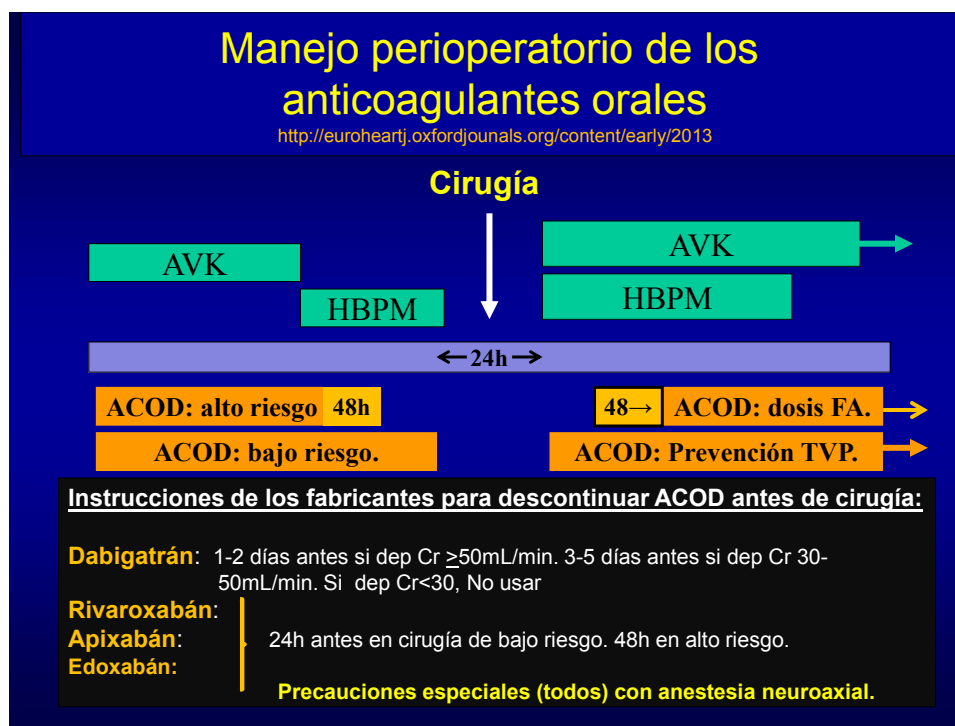 Manejo perioperatorio de los
anticoagulantes orales
http://euroheartj.oxfordjounals.org/content/early/2013
Cirugía
AVK
AVK
HBPM
HBPM
←24h→
ACOD: alto riesgo 48h
48→ ACOD: dosis FA.
ACOD: bajo riesgo.
ACOD: Prevención TVP.
Instrucciones de los fabricantes para descontinuar ACOD antes de cirugía:
Dabigatrán: 1-2 días antes si dep Cr ≥50mL/min. 3-5 días antes si dep Cr 30-
50mL/min. Si dep Cr<30, No usar
Rivaroxabán:
Apixabán: 24h antes en cirugía de bajo riesgo. 48h en alto riesgo.
Edoxabán:
Precauciones especiales (todos) con anestesia neuroaxial.